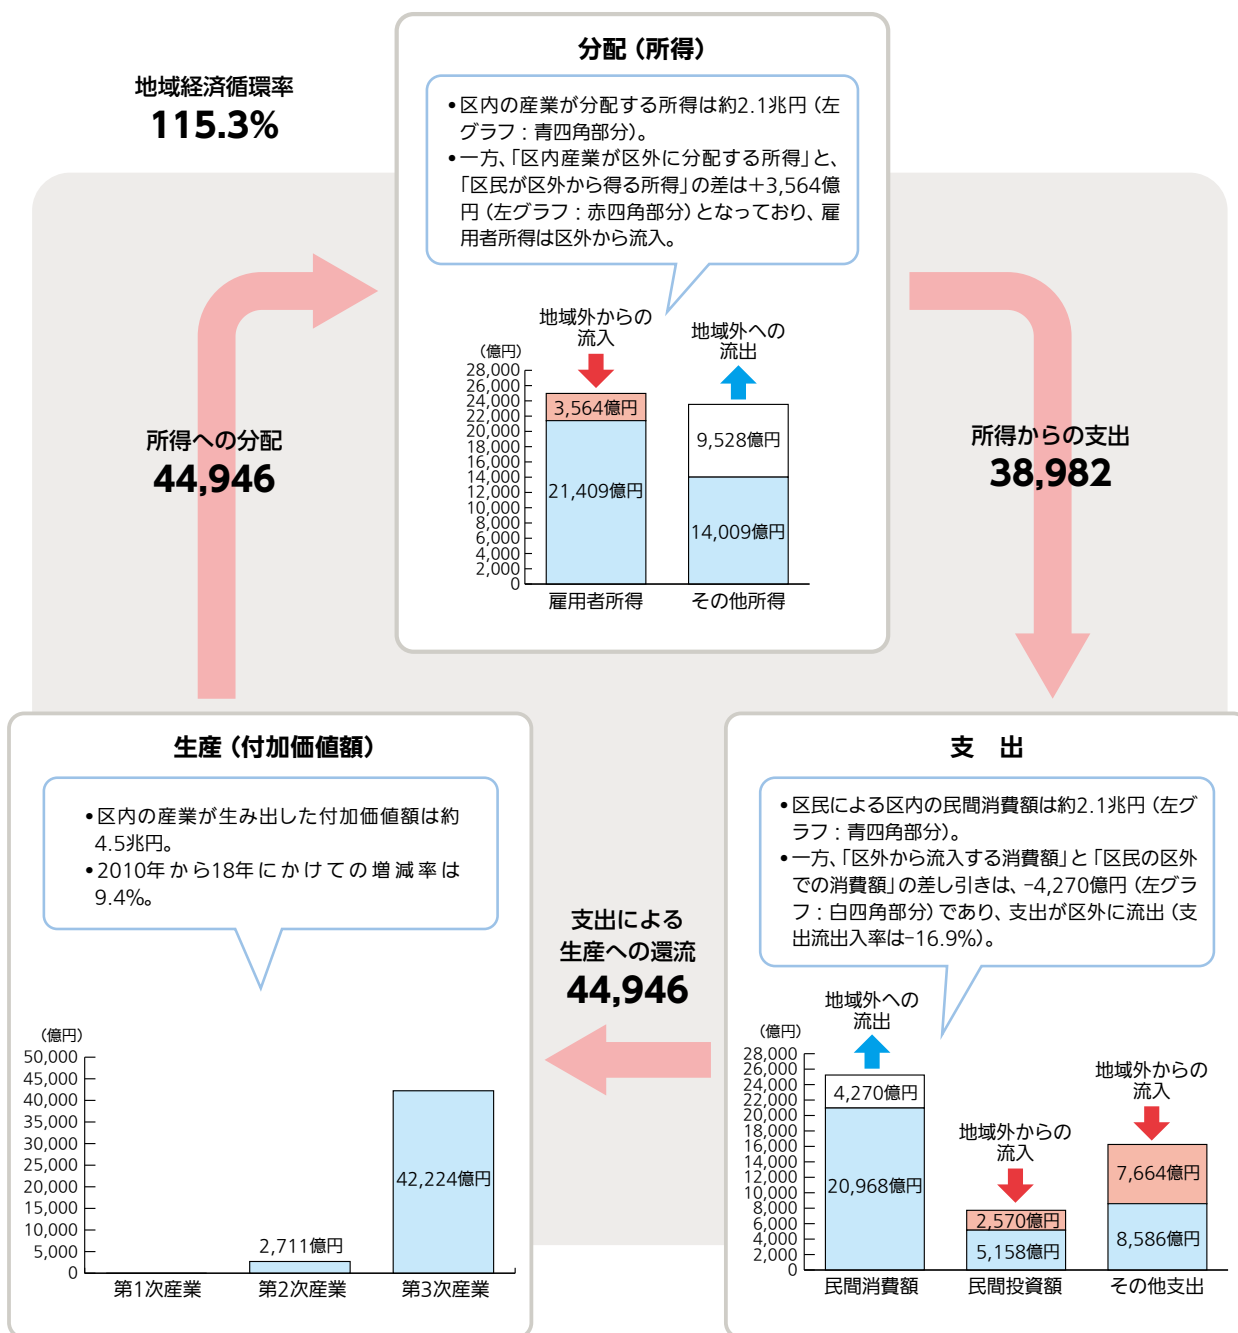 分配（所得）
地域経済循環率
115.3%
•区内の産業が分配する所得は約2.1兆円（左
グラフ：青四角部分）。
•一方、「区内産業が区外に分配する所得」と、
「区民が区外から得る所得」の差は＋3,564億
円（左グラフ：赤四角部分）となっており、雇
用者所得は区外から流入。
地域外からの
流入
地域外への
流出
（億円）
28,000
26,000
24,000
22,000
20,000
18,000
16,000
14,000
12,000
10,000
8,000
6,000
4,000
2,000
0
3,564億円
21,409億円
9,528億円
14,009億円
雇用者所得
その他所得
所得への分配
44,946
所得からの支出
38,982
生産（付加価値額）
•区内の産業が生み出した付加価値額は約
4.5兆円。
•2010年から18年にかけての増減率は
9.4%。
（億円）
50,000
45,000
40,000
35,000
30,000
25,000
20,000
15,000
10,000
5,000
0
2,711億円
42,224億円
第1次産業
第2次産業
第3次産業
支出による
生産への還流
44,946
支　出
•区民による区内の民間消費額は約2.1兆円（左グ
ラフ：青四角部分）。
•一方、「区外から流入する消費額」と「区民の区外
での消費額」の差し引きは、−4,270億円（左グラ
フ：白四角部分）であり、支出が区外に流出（支
出流出入率は−16.9%）。
地域外への
流出
（億円）
28,000
26,000
24,000
22,000
20,000
18,000
16,000
14,000
12,000
10,000
8,000
6,000
4,000
2,000
0
4,270億円
20,968億円
地域外からの
流入
2,570億円
5,158億円
地域外からの
流入
7,664億円
8,586億円
民間消費額
民間投資額
その他支出